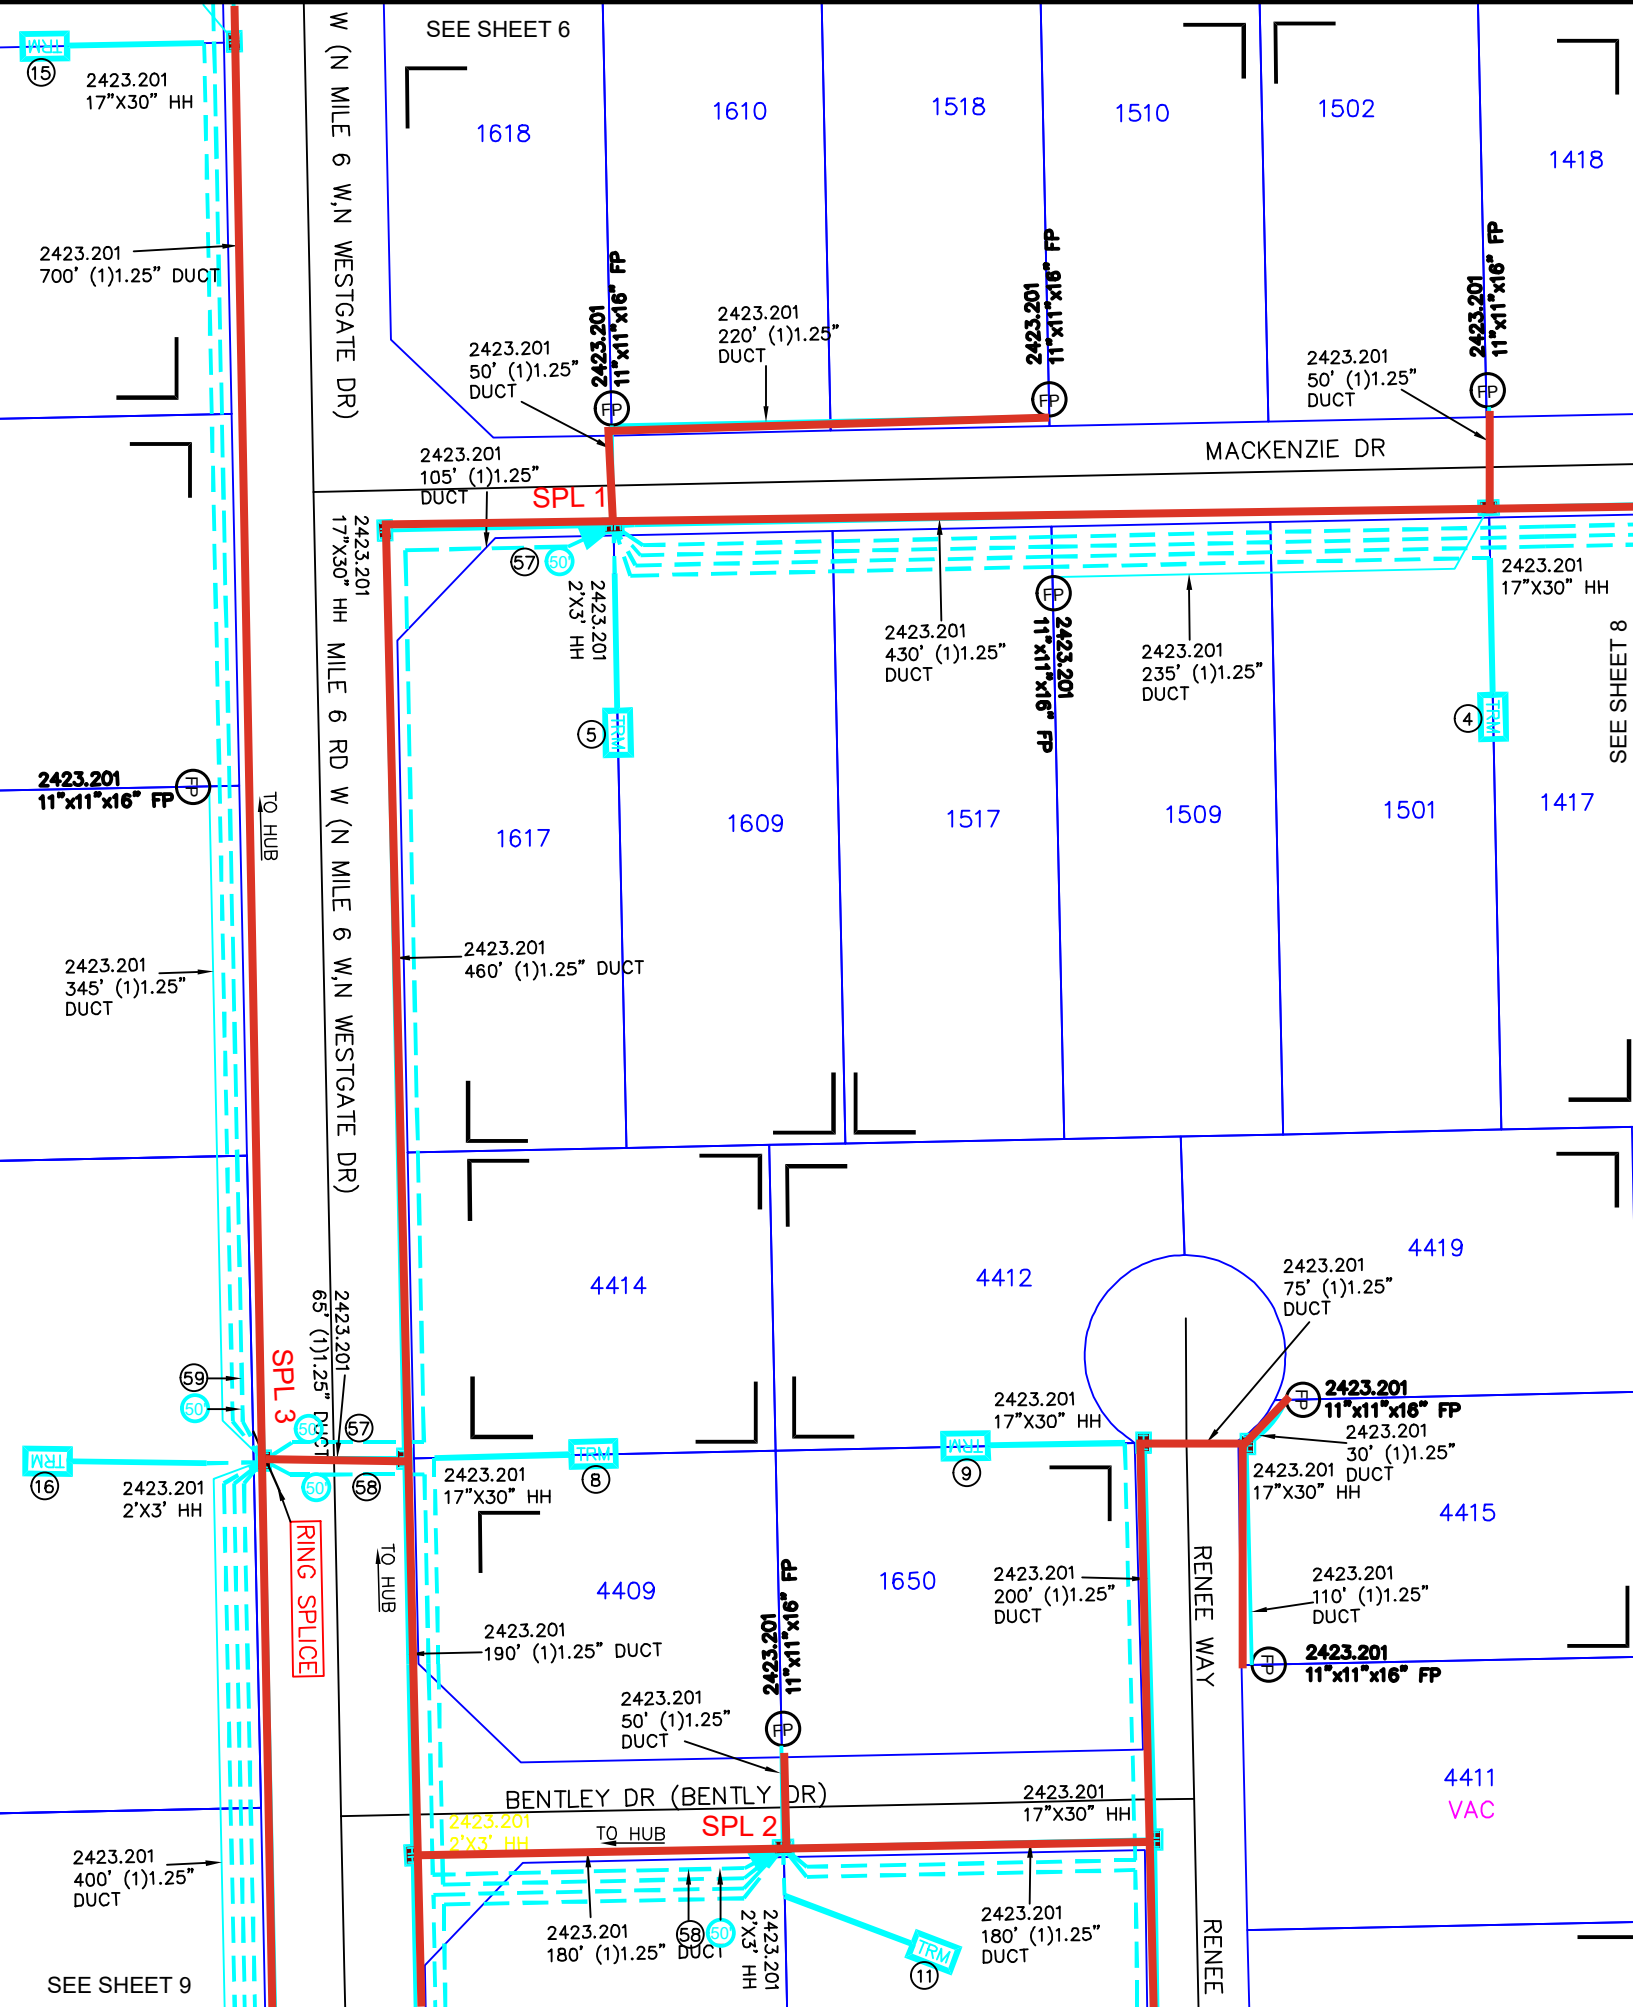 SEE SHEET 6
TRM
15
2423.201
17"X30" HH
W (N MILE 6 W,N WESTGATE DR)
1618
1610
1518
1510
1502
1418
2423.201
700' (1)1.25" DUCT
2423.201
11"x11"x16" FP
FP
2423.201
50' (1)1.25"
DUCT
2423.201
220' (1)1.25"
DUCT
2423.201
11"x11"x16" FP
FP
2423.201
50' (1)1.25"
DUCT
2423.201
11"x11"x16" FP
FP
MACKENZIE DR
2423.201
105' (1)1.25"
DUCT
SPL 1
2423.201
17"X30" HH
57
50'
2423.201
2'X3' HH
2423.201
17"X30" HH
FP
2423.201
11"x11"x16" FP
2423.201
430' (1)1.25"
DUCT
2423.201
235' (1)1.25"
DUCT
SEE SHEET 8
5
TRM
4
TRM
MILE 6 RD W (N MILE 6 W,N WESTGATE DR)
2423.201
11"x11"x16" FP
FP
TO HUB
1617
1609
1517
1509
1501
1417
2423.201
460' (1)1.25" DUCT
2423.201
345' (1)1.25"
DUCT
4414
4412
4419
2423.201
75' (1)1.25"
DUCT
2423.201
65' (1)1.25" DUCT
SPL 3
59
50'
50'
57
2423.201
17"X30" HH
FP
2423.201
11"x11"x16" FP
2423.201
30' (1)1.25"
DUCT
TRM
16
2423.201
2'X3' HH
50'
58
2423.201
17"X30" HH
TRM
8
TRM
9
2423.201
17"X30" HH
4415
RING SPLICE
TO HUB
4409
1650
2423.201
11"x11"x16" FP
FP
2423.201
200' (1)1.25"
DUCT
RENEE WAY
2423.201
110' (1)1.25"
DUCT
2423.201
190' (1)1.25" DUCT
FP
2423.201
11"x11"x16" FP
2423.201
50' (1)1.25"
DUCT
4411
VAC
BENTLEY DR (BENTLY DR)
2423.201
17"X30" HH
2423.201
2'X3' HH
TO HUB
SPL 2
2423.201
400' (1)1.25"
DUCT
2423.201
180' (1)1.25" DUCT
58
50'
2423.201
2'X3' HH
TRM
11
2423.201
180' (1)1.25"
DUCT
RENEE
SEE SHEET 9